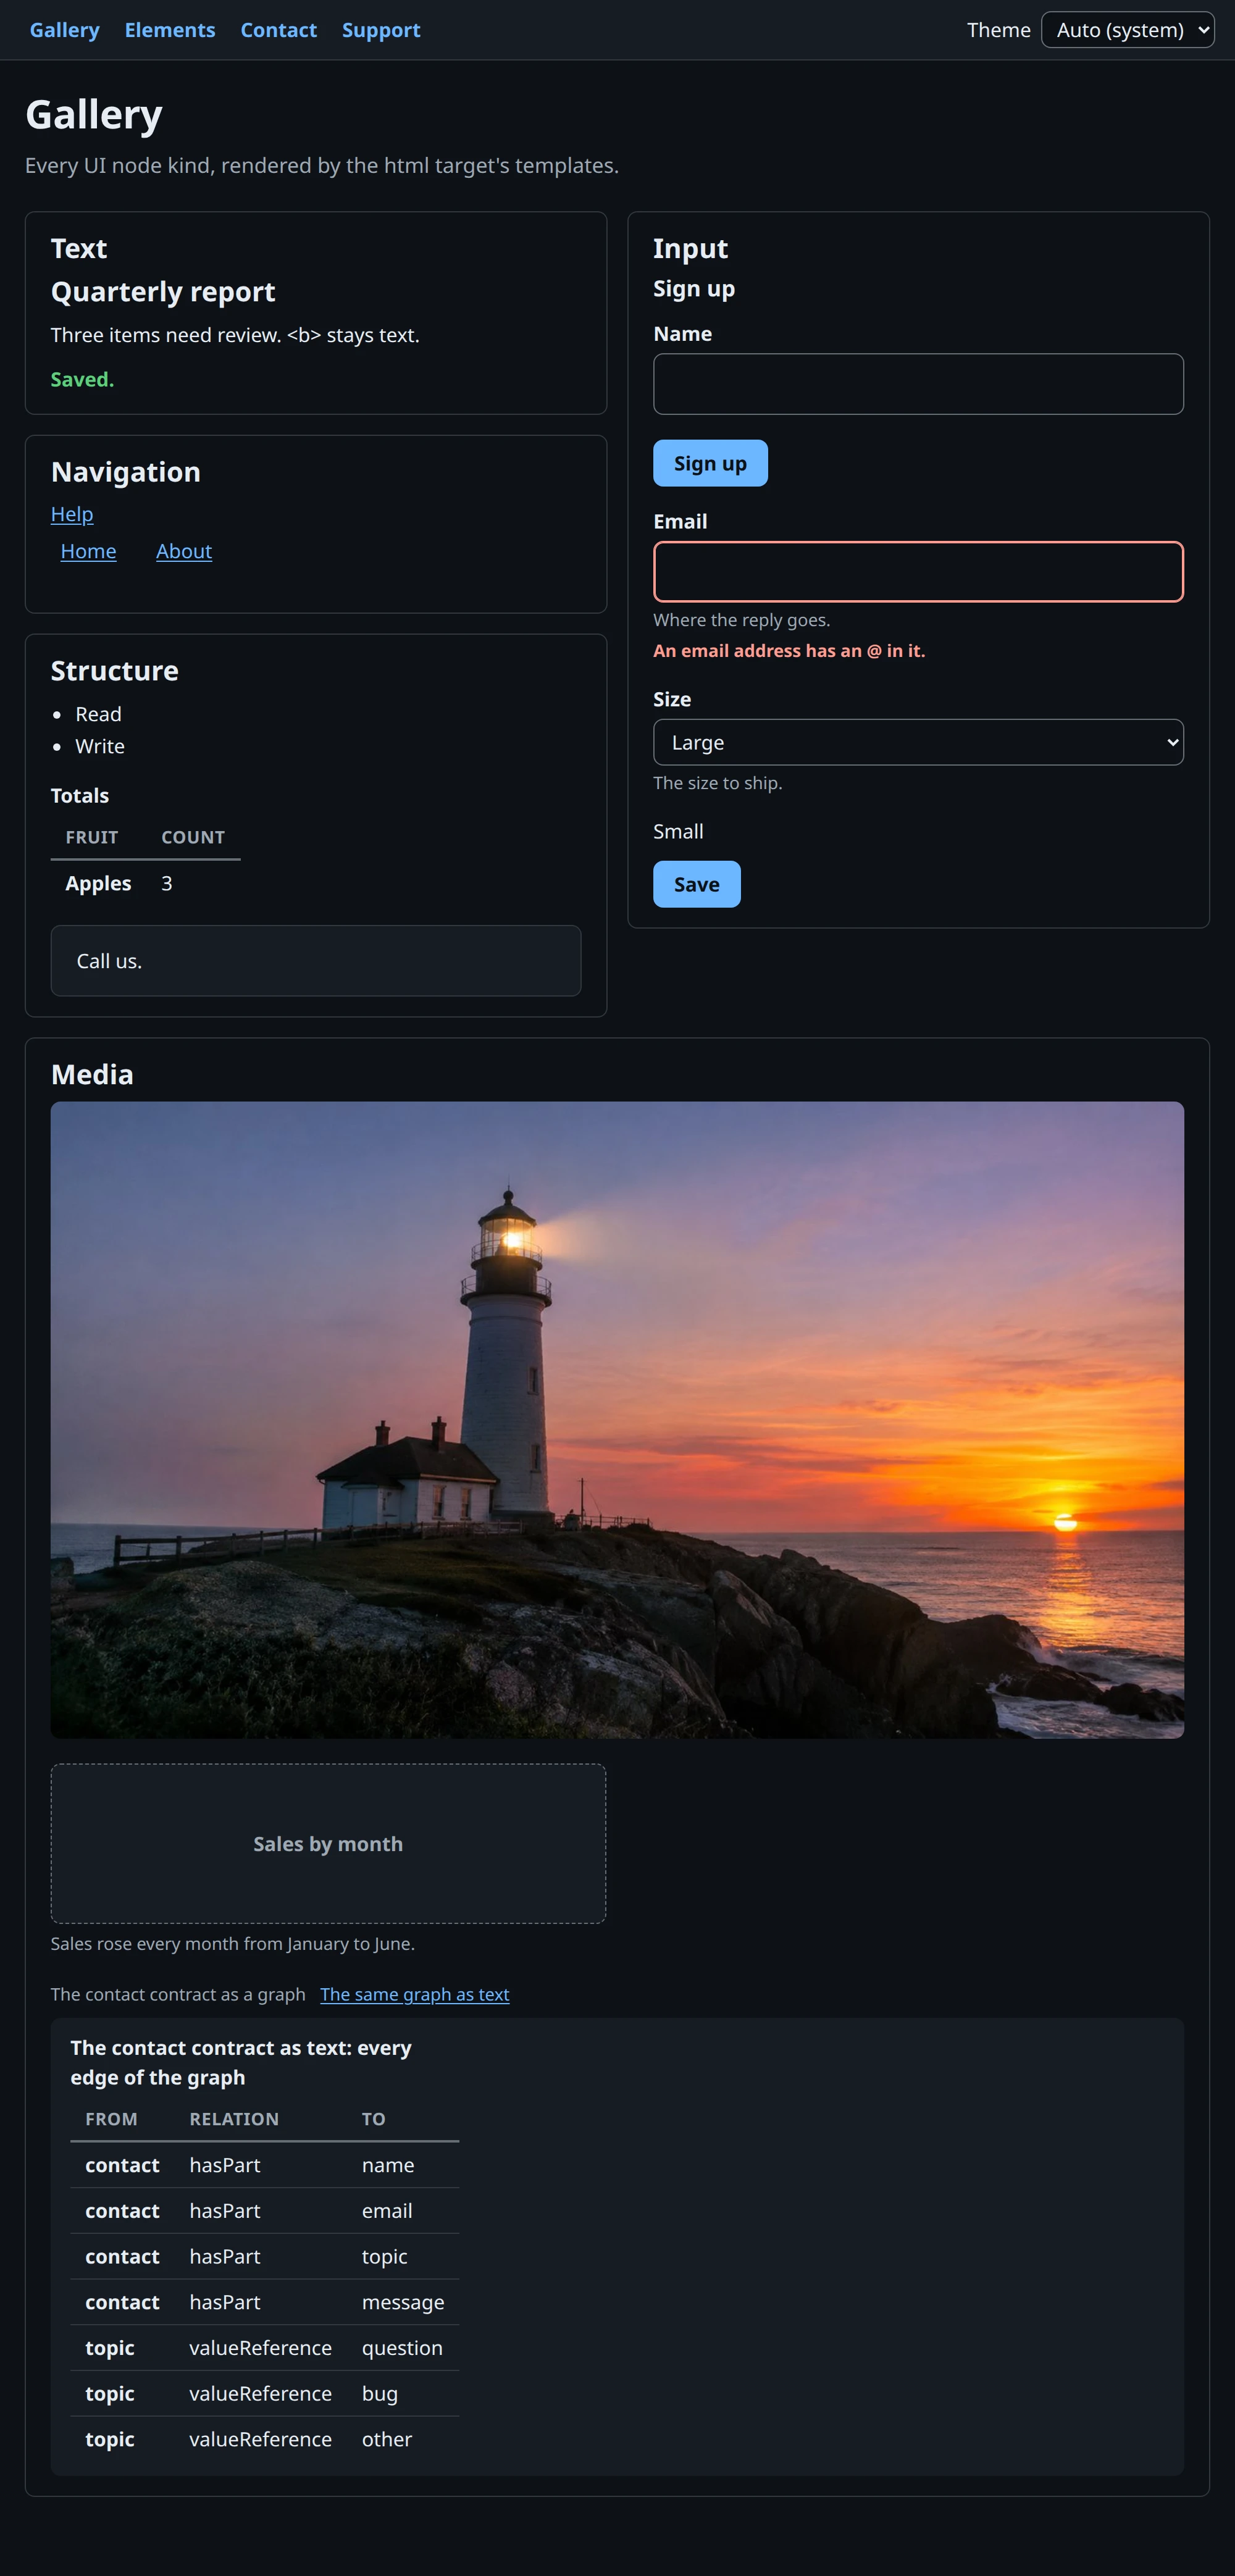 Gallery Elements Contact Support Theme Auto (system)
Gallery
Every UI node kind, rendered by the html target's templates.
Text
Quarterly report
Three items need review. <b> stays text.
Saved.
Navigation
Help
Home About
Structure
Read
Write
Totals
FRUIT COUNT
Apples 3
Call us.
Input
Sign up
Name
Sign up
Email
Where the reply goes.
An email address has an @ in it.
Size
Large
The size to ship.
Small
Save
Media
Sales by month
Sales rose every month from January to June.
The contact contract as a graph The same graph as text
The contact contract as text: every
edge of the graph
FROM RELATION TO
contact hasPart name
contact hasPart email
contact hasPart topic
contact hasPart message
topic valueReference question
topic valueReference bug
topic valueReference other